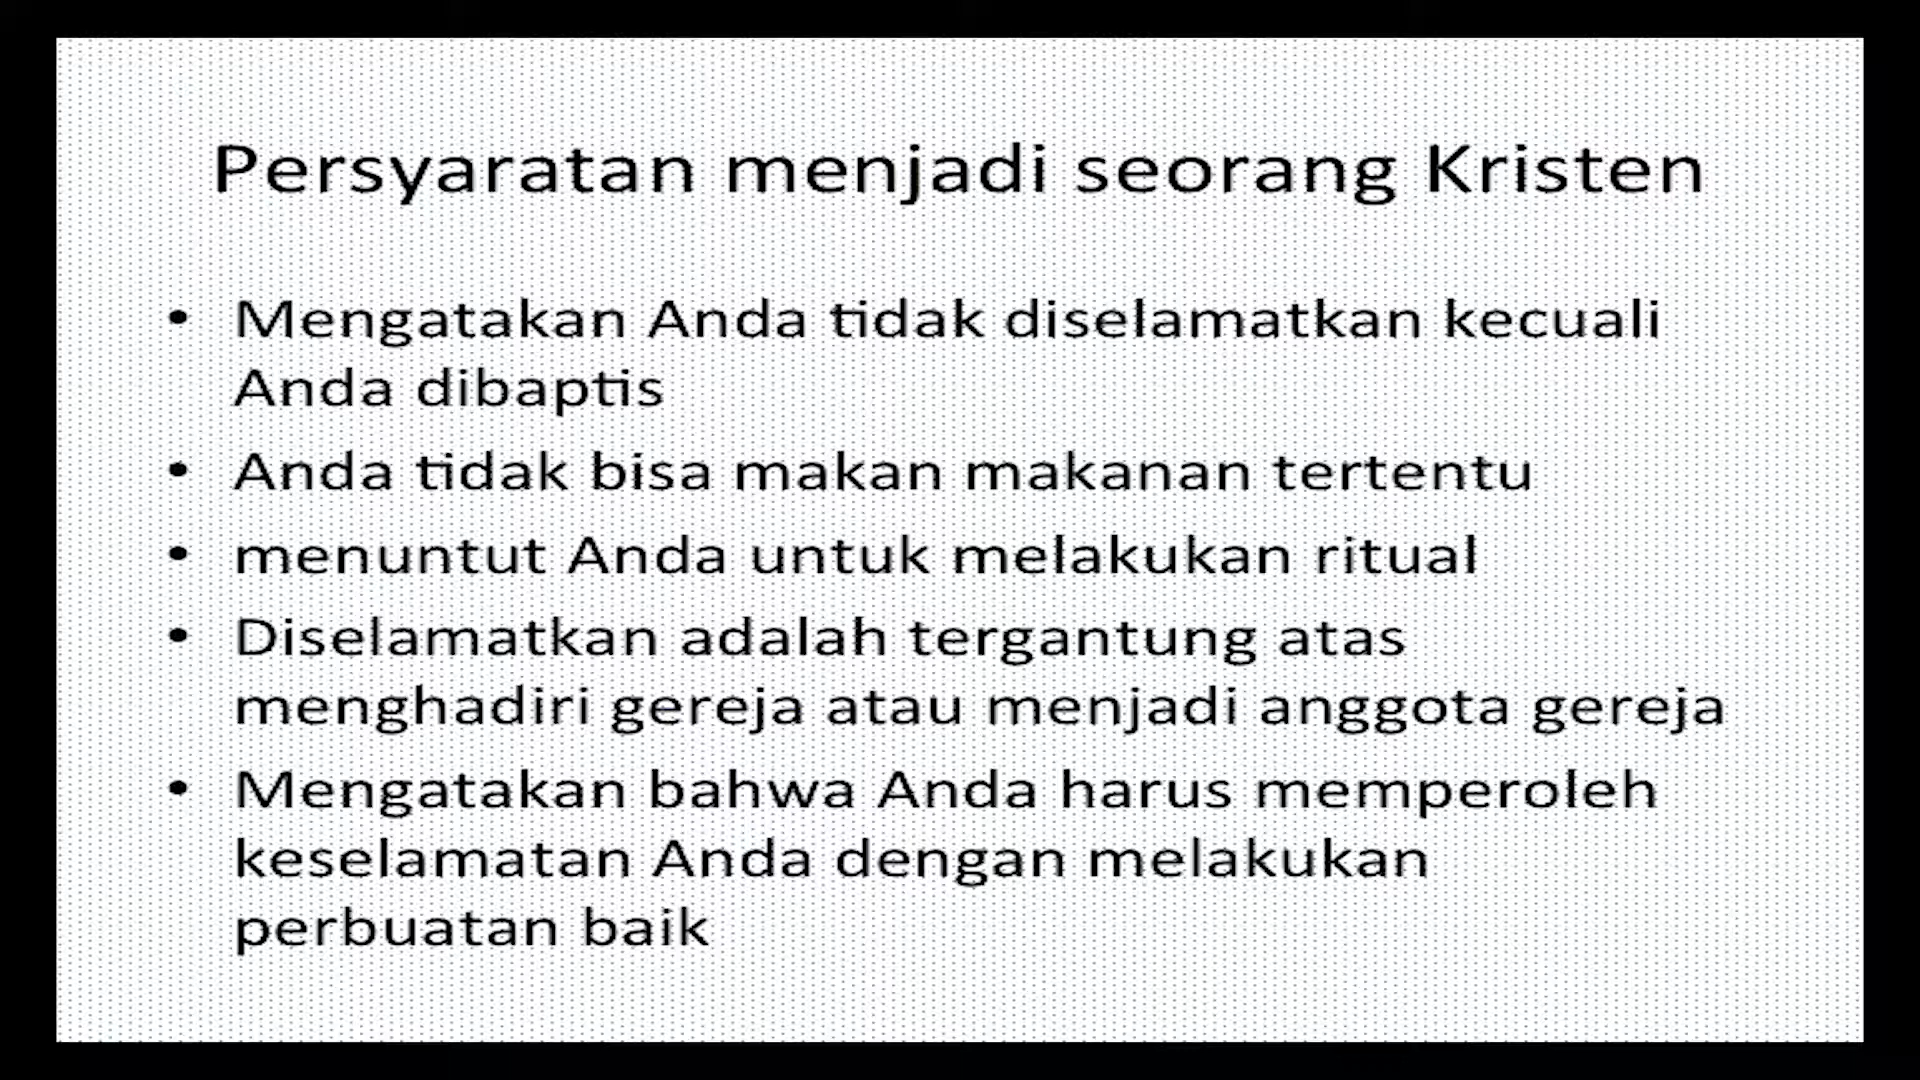 Persyaratan menjadi seorang Kristen
• Mengatakan Anda tidak diselamatkan kecuali
Anda dibaptis
• Anda tidak bisa makan makanan tertentu
• menuntut Anda untuk melakukan ritual
• Diselamatkan adalah tergantung atas
menghadiri gereja atau menjadi anggota gereja
• Mengatakan bahwa Anda harus memperoleh
keselamatan Anda dengan melakukan
perbuatan baik